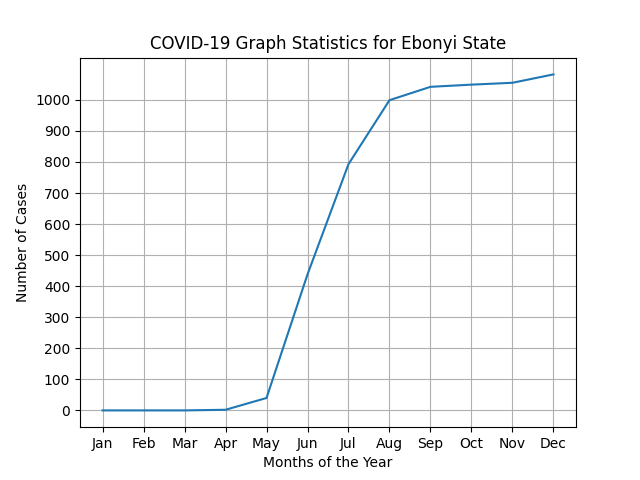 COVID-19 Graph Statistics for Ebonyi State
Number of Cases
1000
900
800
700
600
500
400
300
200
100
0
Jan Feb Mar Apr May Jun Jul Aug Sep Oct Nov Dec
Months of the Year